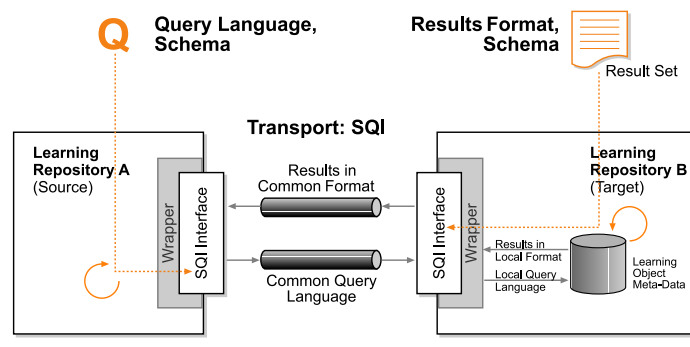 Q
Query Language,
Schema
Results Format,
Schema
Result Set
Transport: SQI
Learning
Repository A
(Source)
Wrapper
SQI Interface
Results in
Common Format
Common Query
Language
SQI Interface
Wrapper
Learning
Repository B
(Target)
Results in
Local Format
Local Query
Language
Learning
Object
Meta-Data